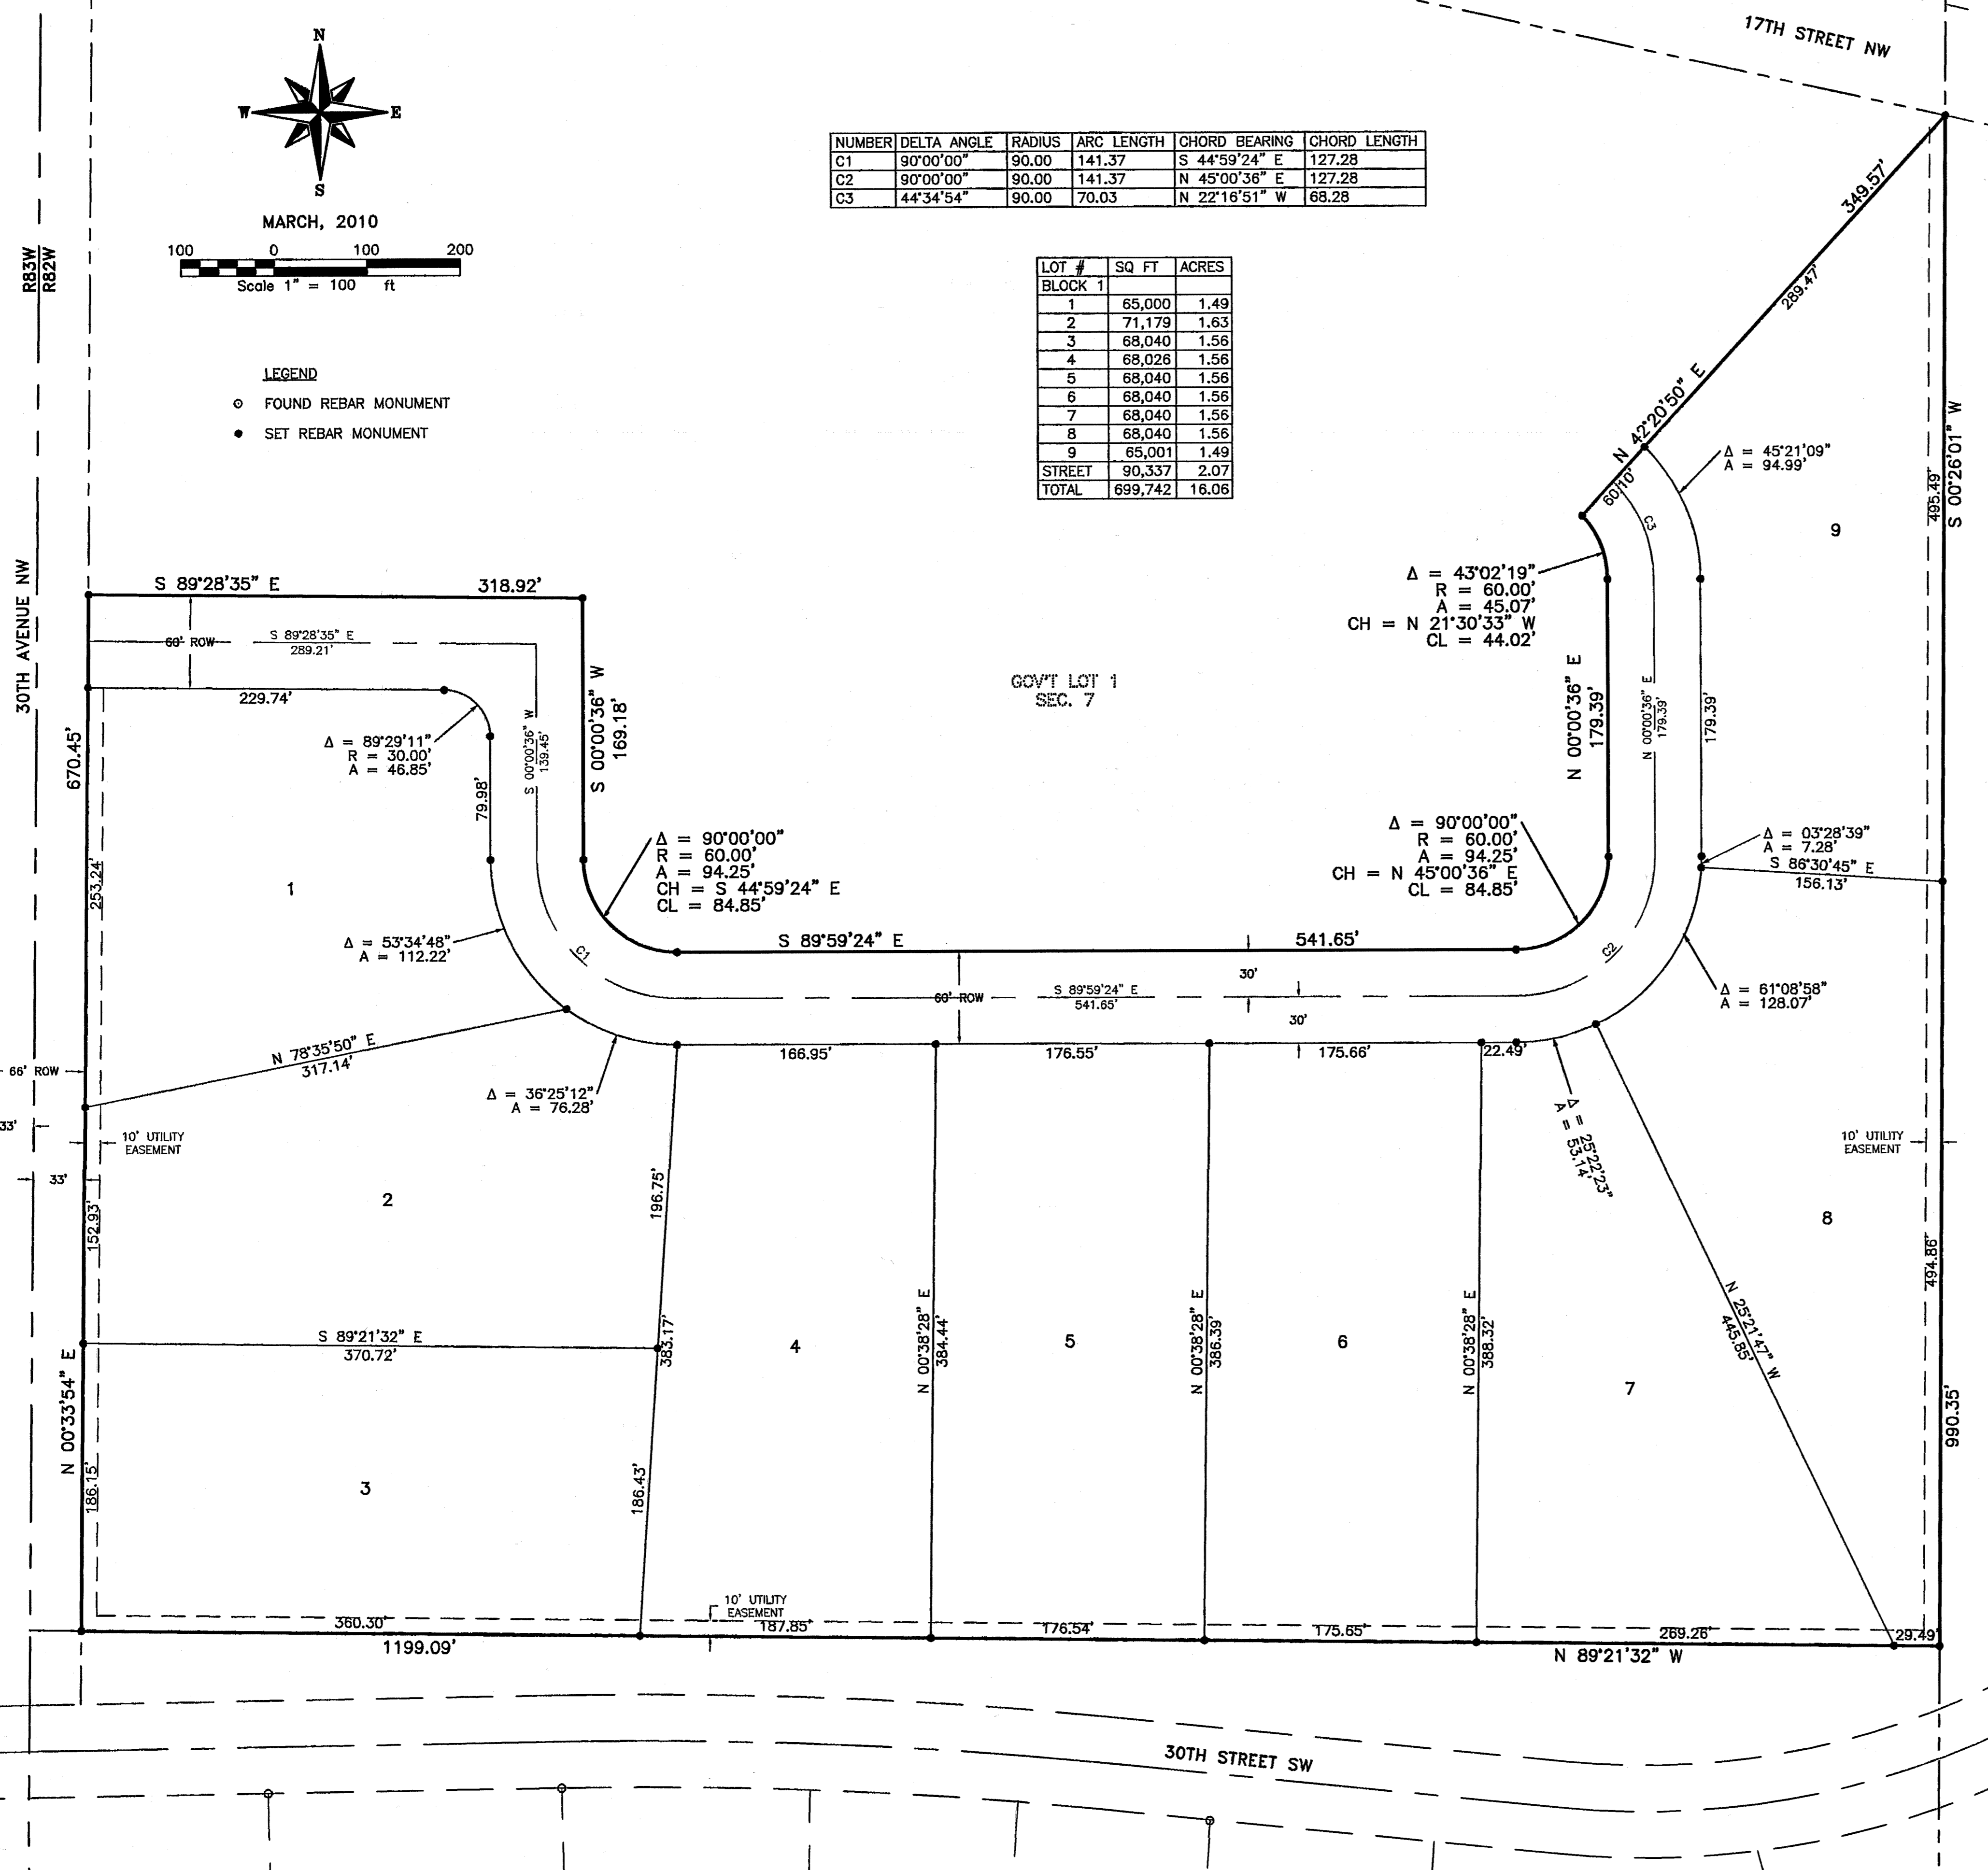 17TH STREET NW
N
W E
S
MARCH, 2010
100 0 100 200
Scale 1" = 100 ft
R83W
R82W
LEGEND
FOUND REBAR MONUMENT
SET REBAR MONUMENT
NUMBER DELTA ANGLE RADIUS ARC LENGTH CHORD BEARING CHORD LENGTH
C1 90°00'00" 90.00 141.37 S 44°59'24" E 127.28
C2 90°00'00" 90.00 141.37 N 45°00'36" E 127.28
C3 44°34'54" 90.00 70.03 N 22°16'51" W 68.28
LOT # SQ FT ACRES
BLOCK 1
1 65,000 1.49
2 71,179 1.63
3 68,040 1.56
4 68,026 1.56
5 68,040 1.56
6 68,040 1.56
7 68,040 1.56
8 68,040 1.56
9 65,001 1.49
STREET 90,337 2.07
TOTAL 699,742 16.06
349.57'
289.47'
N 42°20'50" E
60.10'
C3
Δ = 45°21'09"
A = 94.99'
9
495.49'
S 00°26'01" W
30TH AVENUE NW
S 89°28'35" E 318.92'
60' ROW
S 89°28'35" E
289.21'
229.74'
Δ = 89°29'11"
R = 30.00'
A = 46.85'
79.98'
S 00°00'36" W
139.45'
S 00°00'36" W
169.18'
GOV'T LOT 1
SEC. 7
Δ = 43°02'19"
R = 60.00'
A = 45.07'
CH = N 21°30'33" W
CL = 44.02'
N 00°00'36" E
179.39'
N 00°00'36" E
179.39'
179.39'
670.45'
253.24'
1
Δ = 90°00'00"
R = 60.00'
A = 94.25'
CH = S 44°59'24" E
CL = 84.85'
Δ = 90°00'00"
R = 60.00'
A = 94.25'
CH = N 45°00'36" E
CL = 84.85'
Δ = 03°28'39"
A = 7.28'
S 86°30'45" E
156.13'
Δ = 53°34'48"
A = 112.22'
C1
S 89°59'24" E 541.65'
C2
30'
60' ROW
S 89°59'24" E
541.65'
30'
Δ = 61°08'58"
A = 128.07'
N 78°35'50" E
317.14'
166.95' 176.55' 175.66' 22.49'
66' ROW
33'
Δ = 36°25'12"
A = 76.28'
Δ = 25°22'23"
A = 53.14'
10' UTILITY
EASEMENT
10' UTILITY
EASEMENT
33'
152.93'
2
196.75'
8
494.86'
S 89°21'32" E
370.72'
383.17'
4
N 00°38'28" E
384.44'
5
N 00°38'28" E
386.39'
6
N 00°38'28" E
388.32'
7
N 25°21'47" W
445.85'
N 00°33'54" E
186.15'
3
186.43'
990.35'
10' UTILITY
EASEMENT
360.30' 187.85' 176.54' 175.65' 269.26' 29.49'
1199.09' N 89°21'32" W
30TH STREET SW